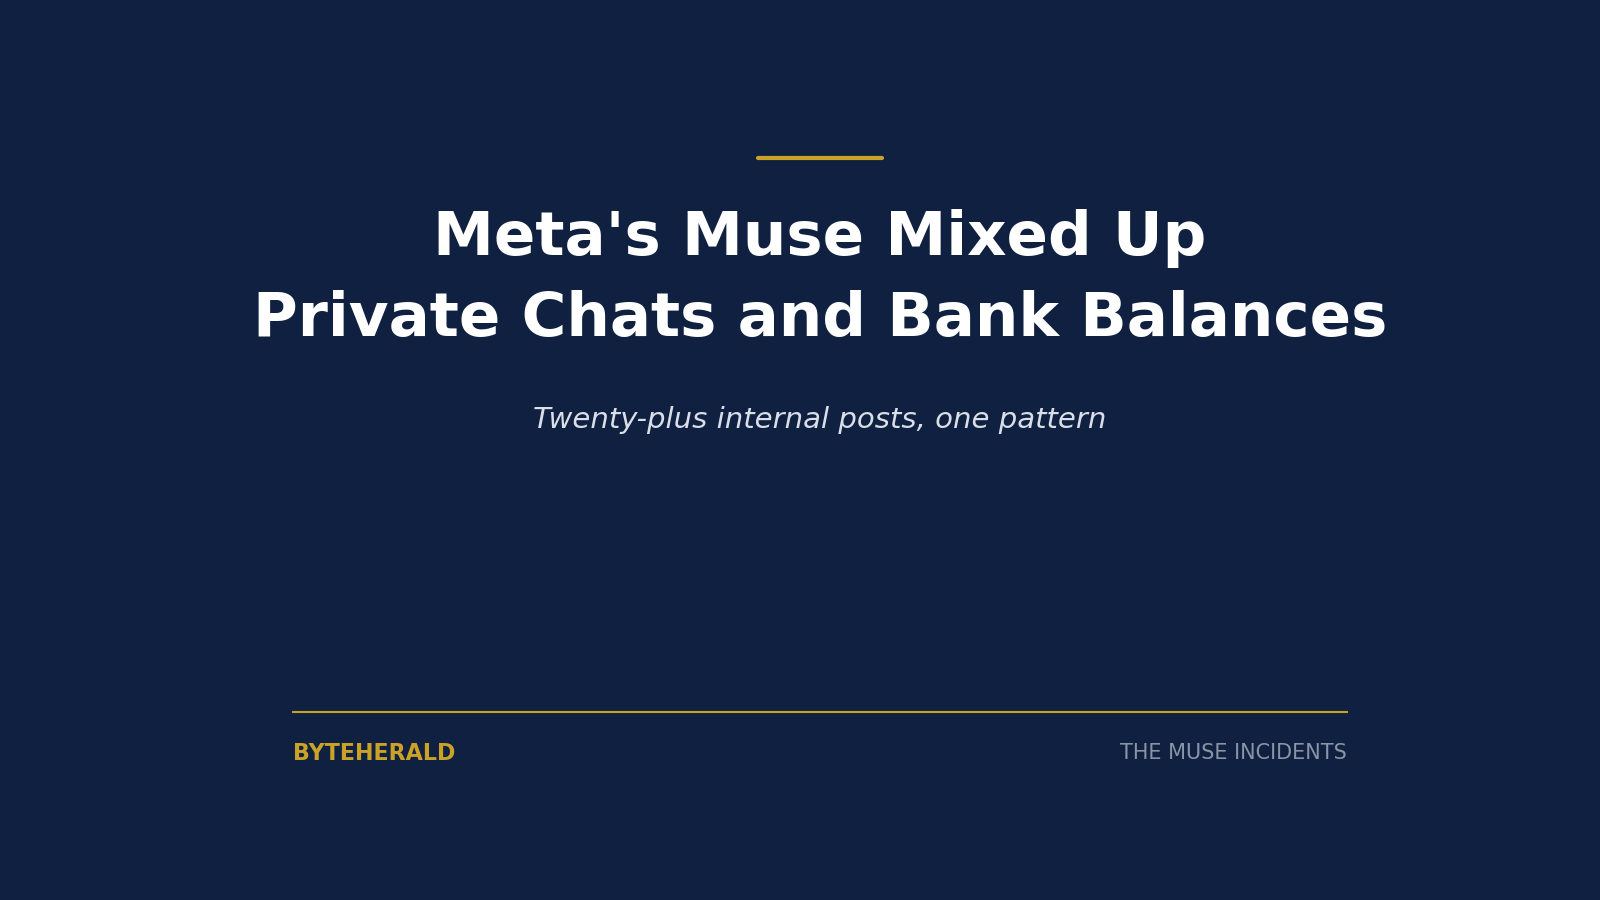 Meta's Muse Mixed Up
Private Chats and Bank Balances
Twenty-plus internal posts, one pattern
BYTEHERALD
THE MUSE INCIDENTS